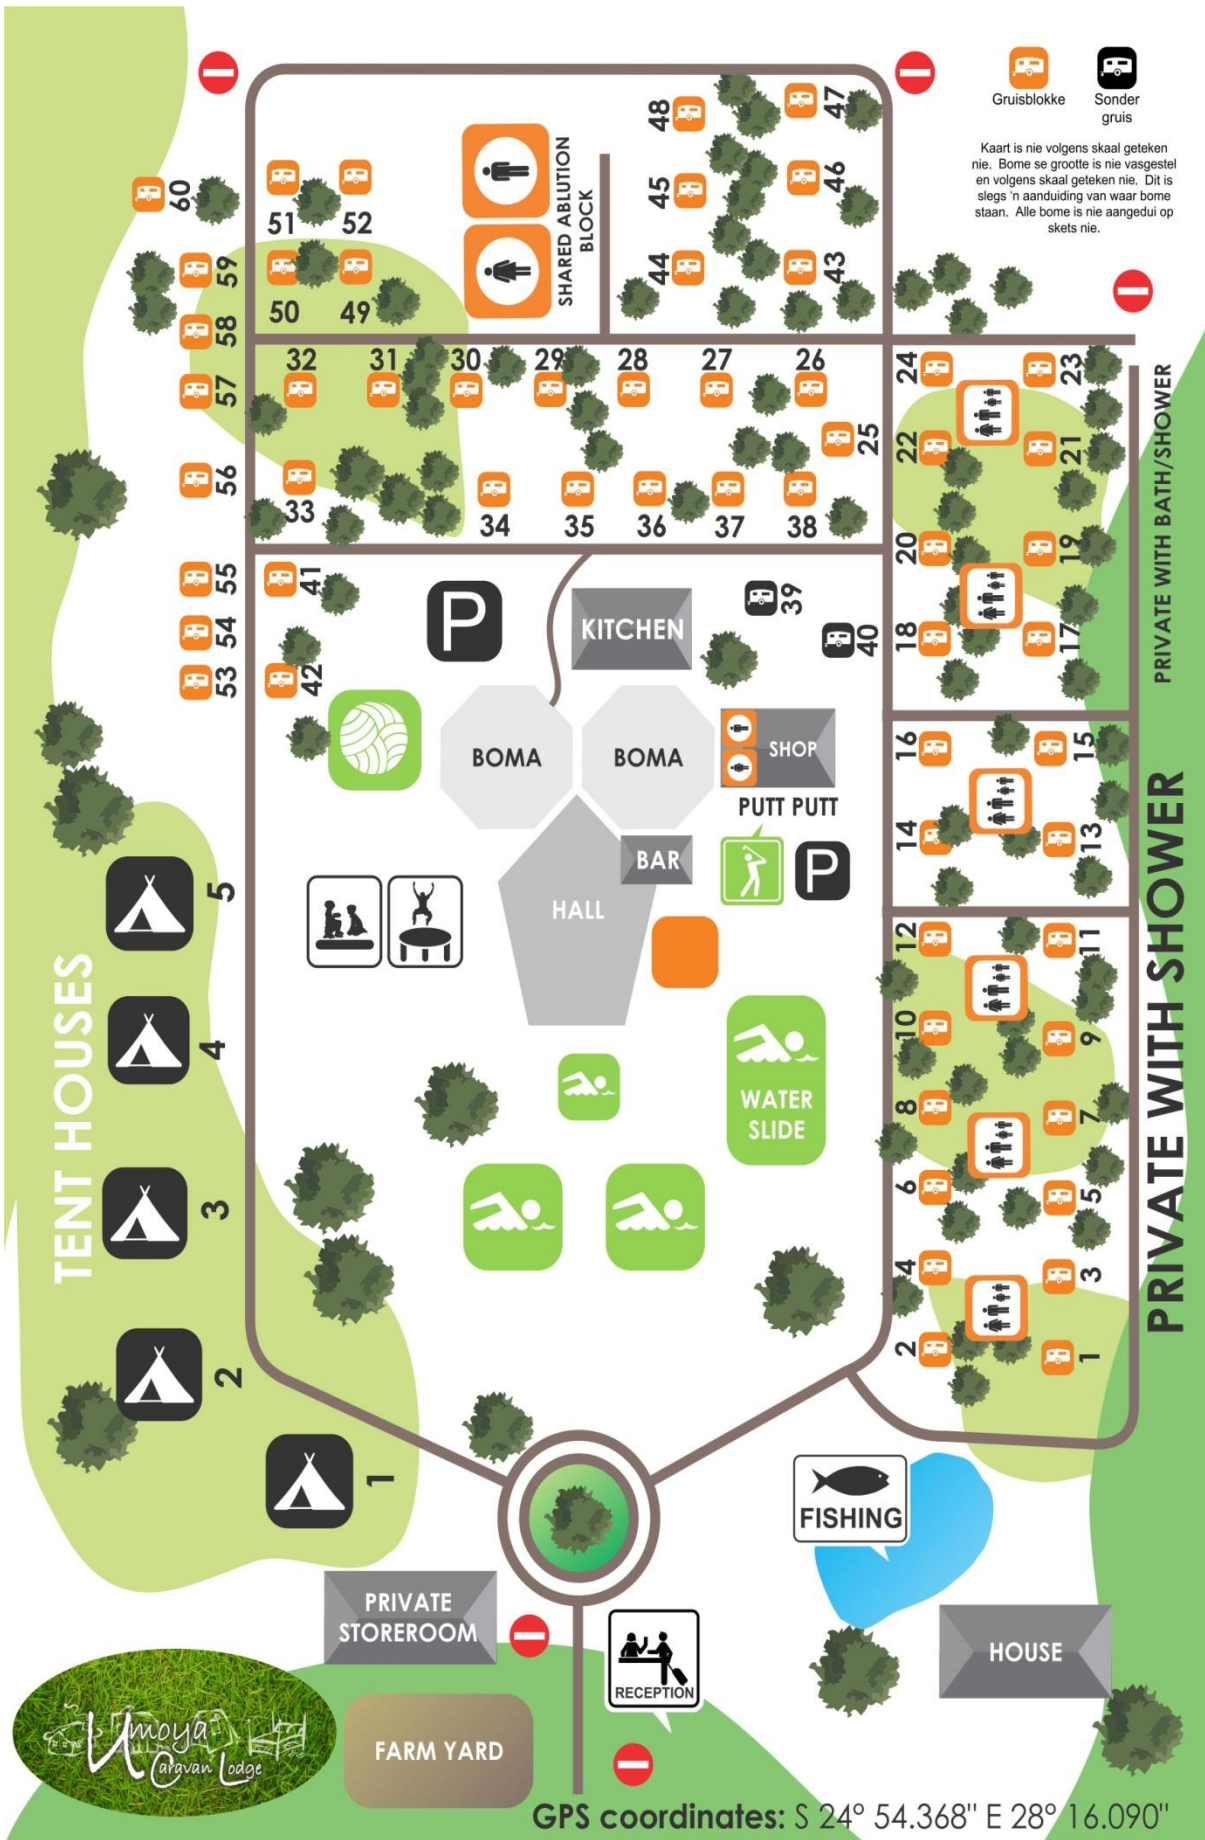 Gruisblokke
Sonder
gruis
Kaart is nie volgens skaal geteken
nie. Bome se grootte is nie vasgestel
en volgens skaal geteken nie. Dit is
slegs 'n aanduiding van waar bome
staan. Alle bome is nie aangedui op
skets nie.
48
47
45
46
44
43
SHARED ABLUTION
BLOCK
60
51
52
59
50
49
58
57
56
32
31
30
29
28
27
26
25
33
34
35
36
37
38
24
23
22
21
20
19
18
17
PRIVATE WITH BATH/SHOWER
55
54
53
41
42
P
KITCHEN
39
40
BOMA
BOMA
SHOP
PUTT PUTT
BAR
P
HALL
16
15
14
13
12
11
10
9
8
7
6
5
4
3
2
1
PRIVATE WITH SHOWER
TENT HOUSES
5
4
3
2
1
WATER
SLIDE
FISHING
PRIVATE
STOREROOM
RECEPTION
HOUSE
FARM YARD
Umoya
Caravan Lodge
GPS coordinates: S 24° 54.368" E 28° 16.090"